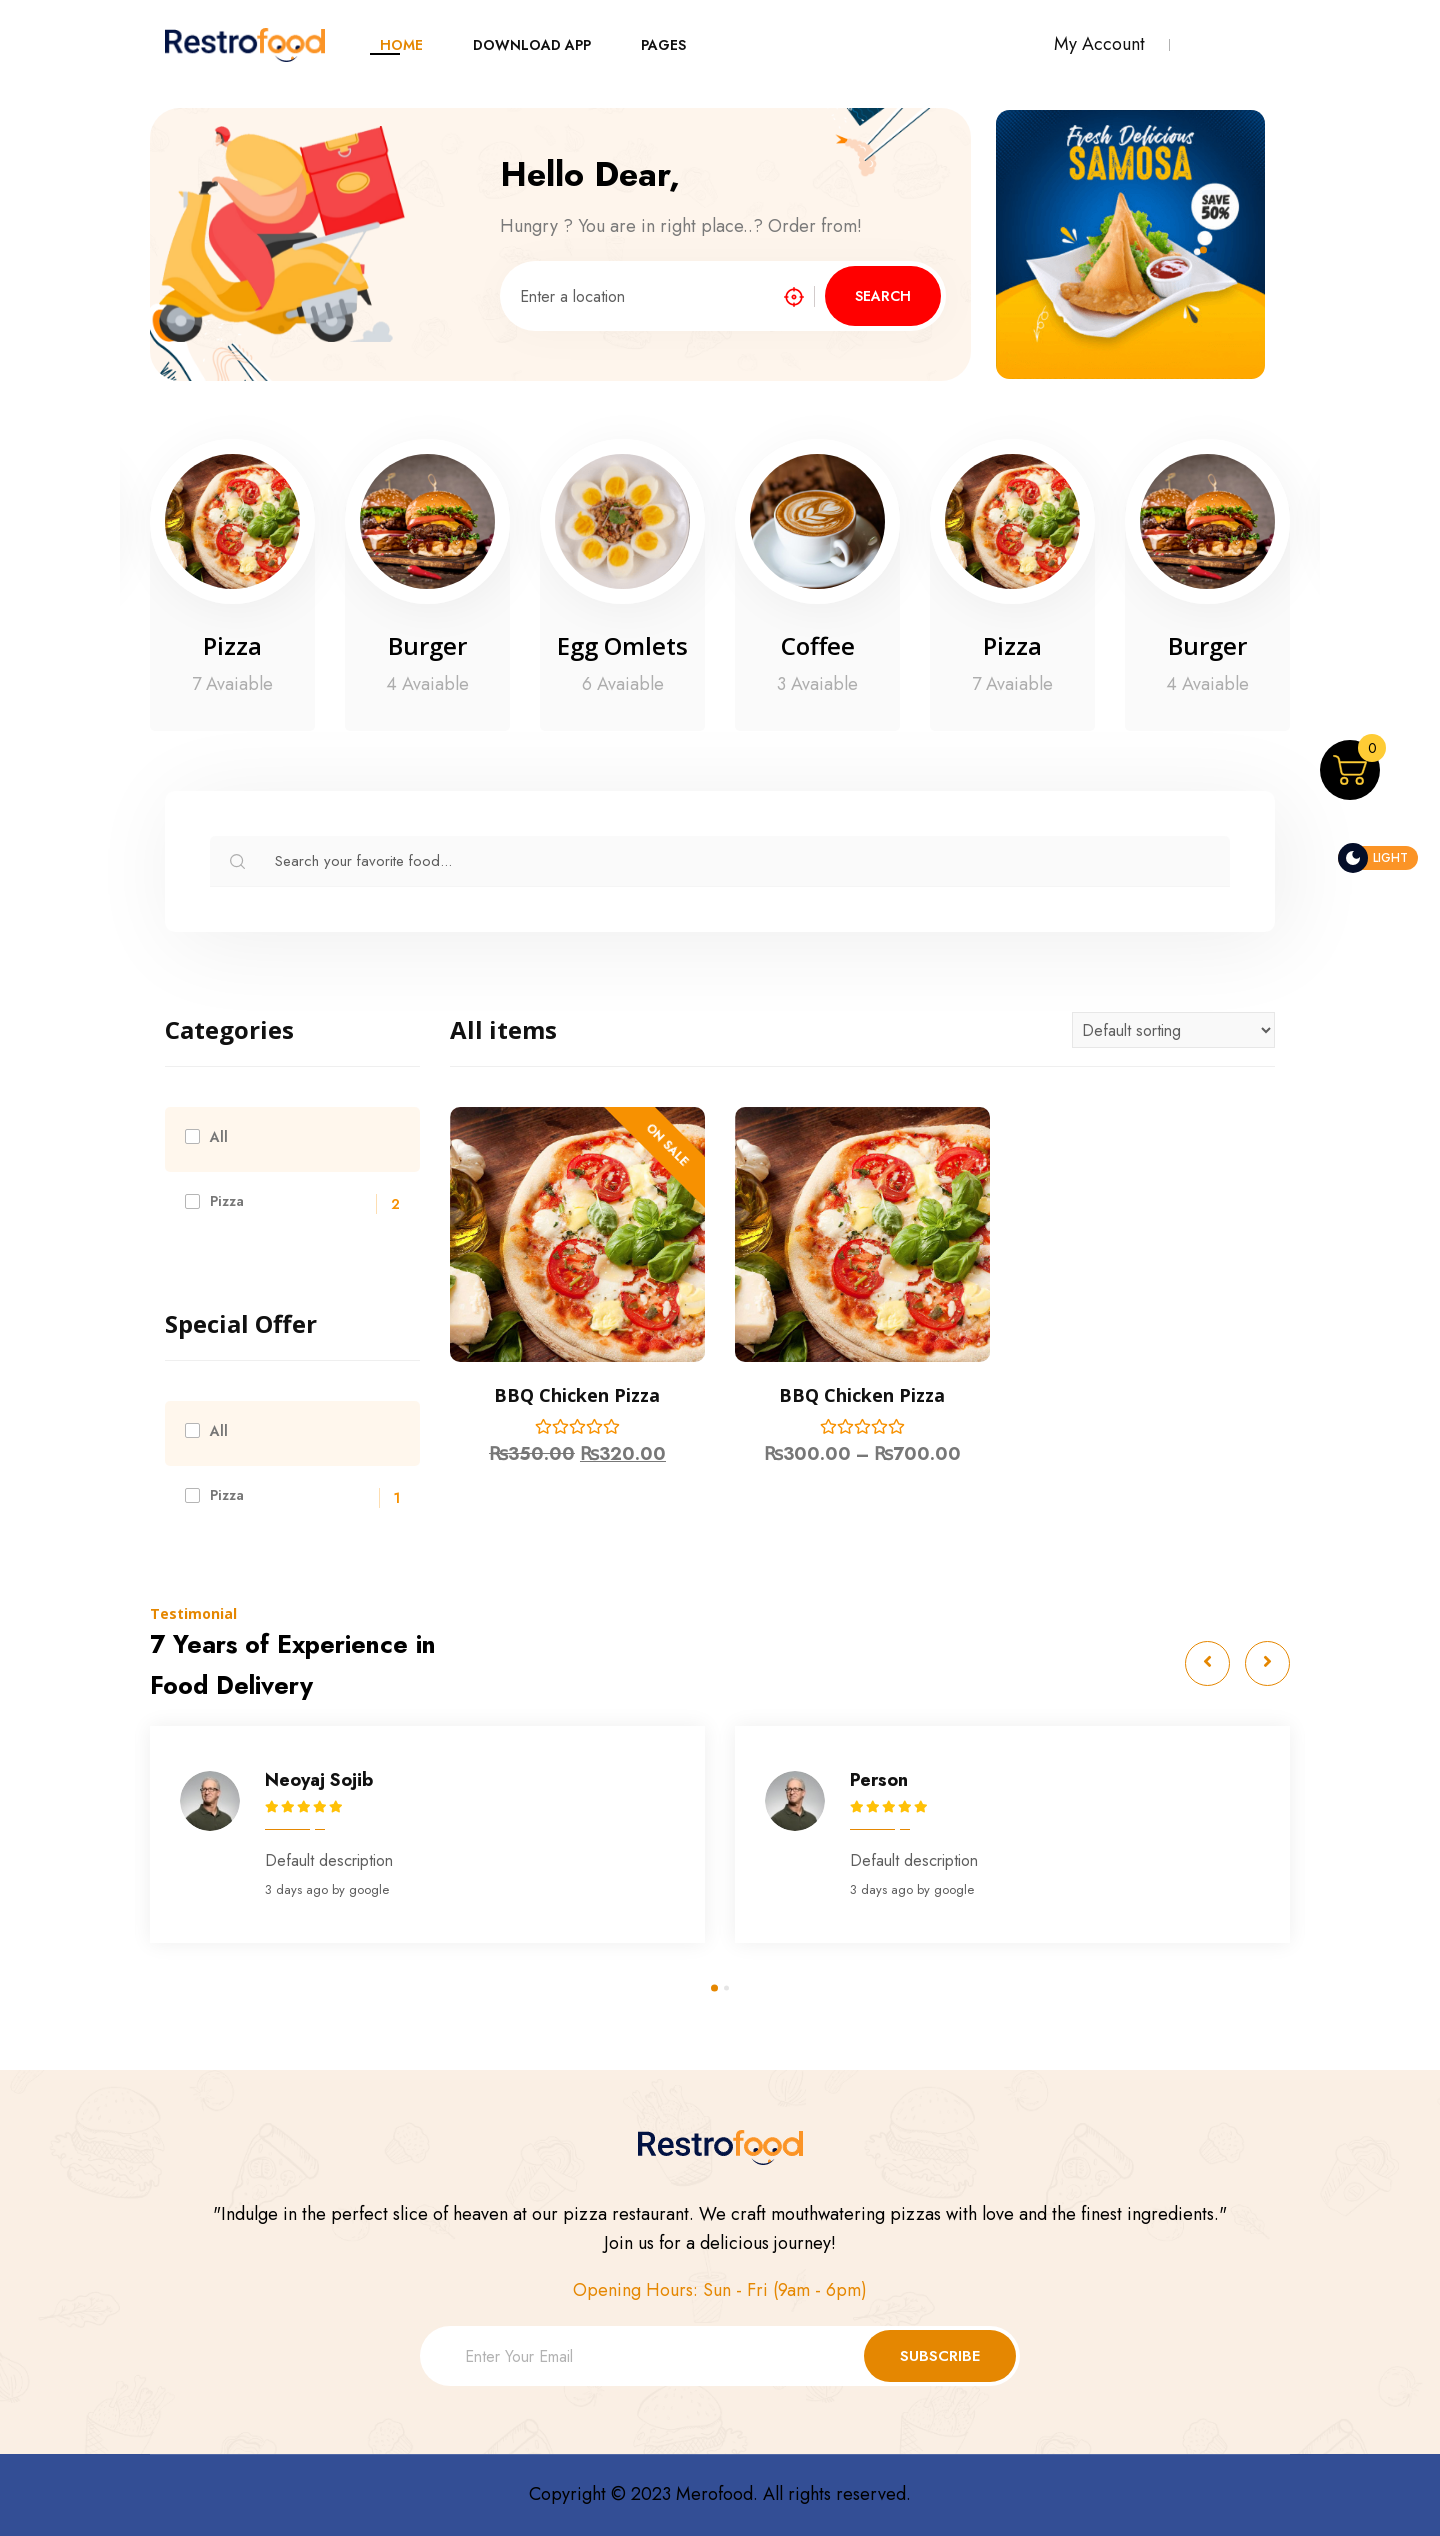 Restrofood
HOME
DOWNLOAD APP
PAGES
My Account
Hello Dear,
Hungry ? You are in right place..? Order from!
Enter a location
SEARCH
Fresh Delicious
SAMOSA
SAVE
50%
Pizza
7 Avaiable
Burger
4 Avaiable
Egg Omlets
6 Avaiable
Coffee
3 Avaiable
Pizza
7 Avaiable
Burger
4 Avaiable
0
Search your favorite food...
LIGHT
Categories
All
Pizza
2
Special Offer
All
Pizza
1
All items
Default sorting
ON SALE
BBQ Chicken Pizza
₨350.00 ₨320.00
BBQ Chicken Pizza
₨300.00 – ₨700.00
Testimonial
7 Years of Experience in
Food Delivery
Neoyaj Sojib
Default description
3 days ago by google
Person
Default description
3 days ago by google
Restrofood
"Indulge in the perfect slice of heaven at our pizza restaurant. We craft mouthwatering pizzas with love and the finest ingredients."
Join us for a delicious journey!
Opening Hours: Sun - Fri (9am - 6pm)
Enter Your Email
SUBSCRIBE
Copyright © 2023 Merofood. All rights reserved.